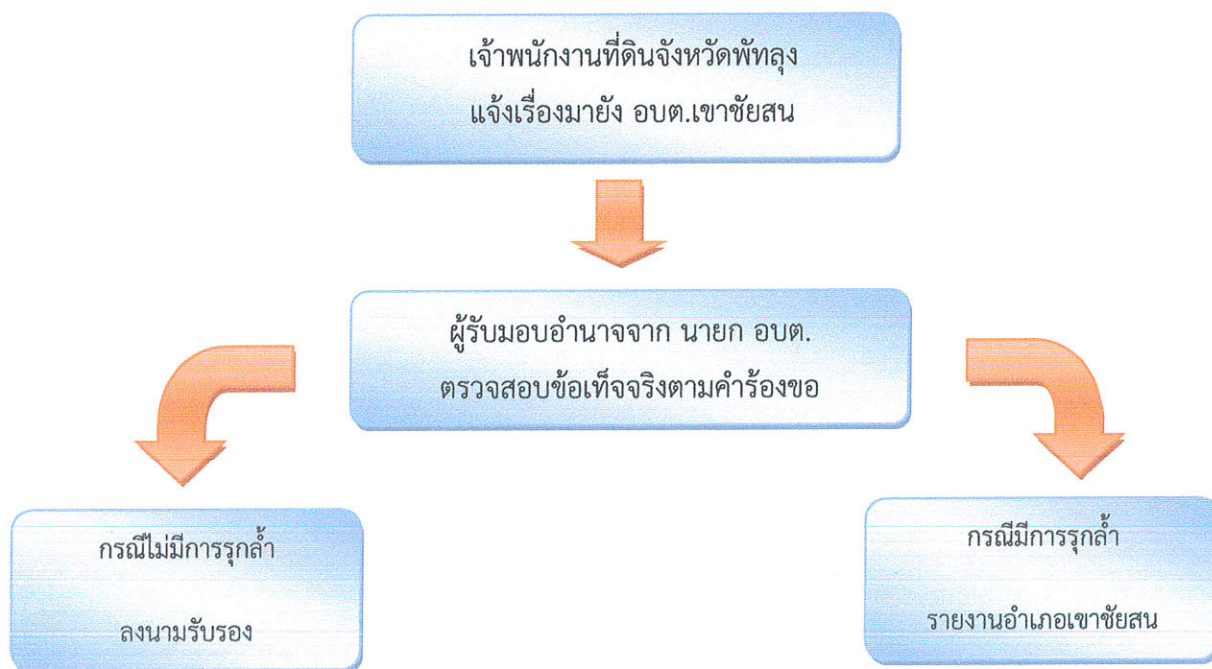 เจ้าพนักงานที่ดินจังหวัดพัทลุง
แจ้งเรื่องมายัง อบต.เขาชัยสน
ผู้รับมอบอำนาจจาก นายก อบต.
ตรวจสอบข้อเท็จจริงตามคำร้องขอ
กรณีไม่มีการรุกล้ำ
ลงนามรับรอง
กรณีมีการรุกล้ำ
รายงานอำเภอเขาชัยสน